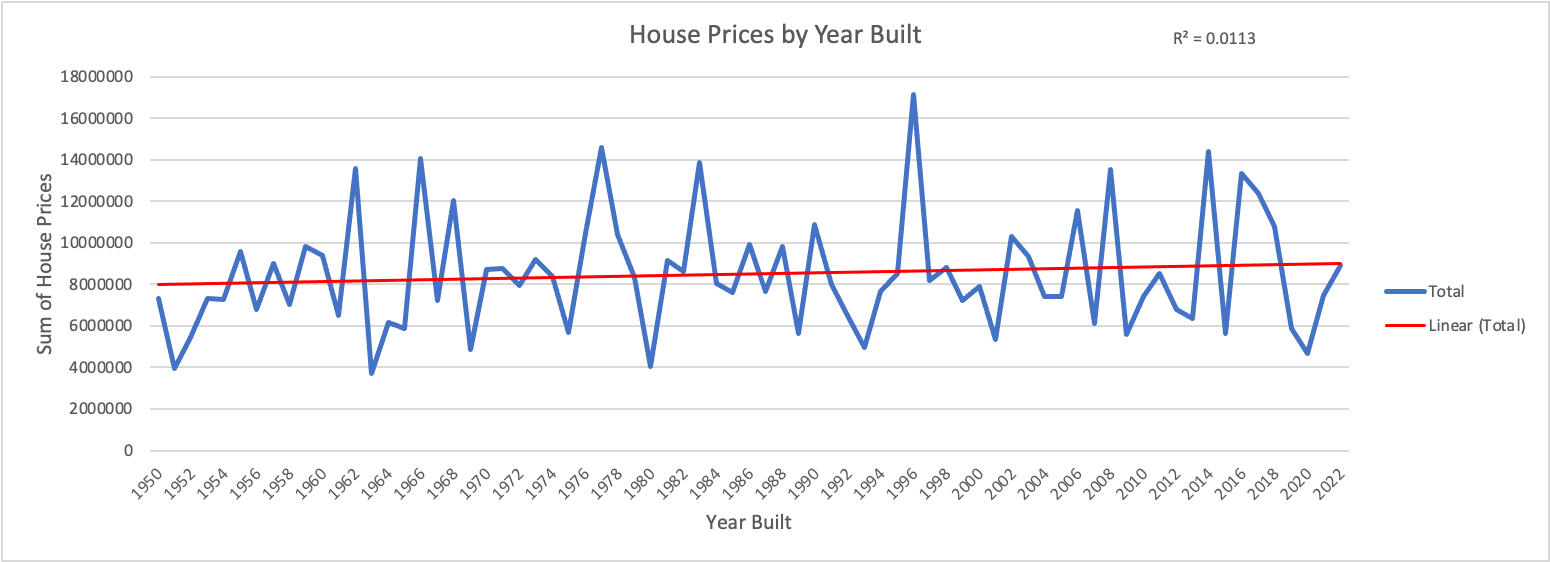 House Prices by Year Built
R² = 0.0113
Sum of House Prices
18000000
16000000
14000000
12000000
10000000
8000000
6000000
4000000
2000000
0
1950 1952 1954 1956 1958 1960 1962 1964 1966 1968 1970 1972 1974 1976 1978 1980 1982 1984 1986 1988 1990 1992 1994 1996 1998 2000 2002 2004 2006 2008 2010 2012 2014 2016 2018 2020 2022
Year Built
Total
Linear (Total)